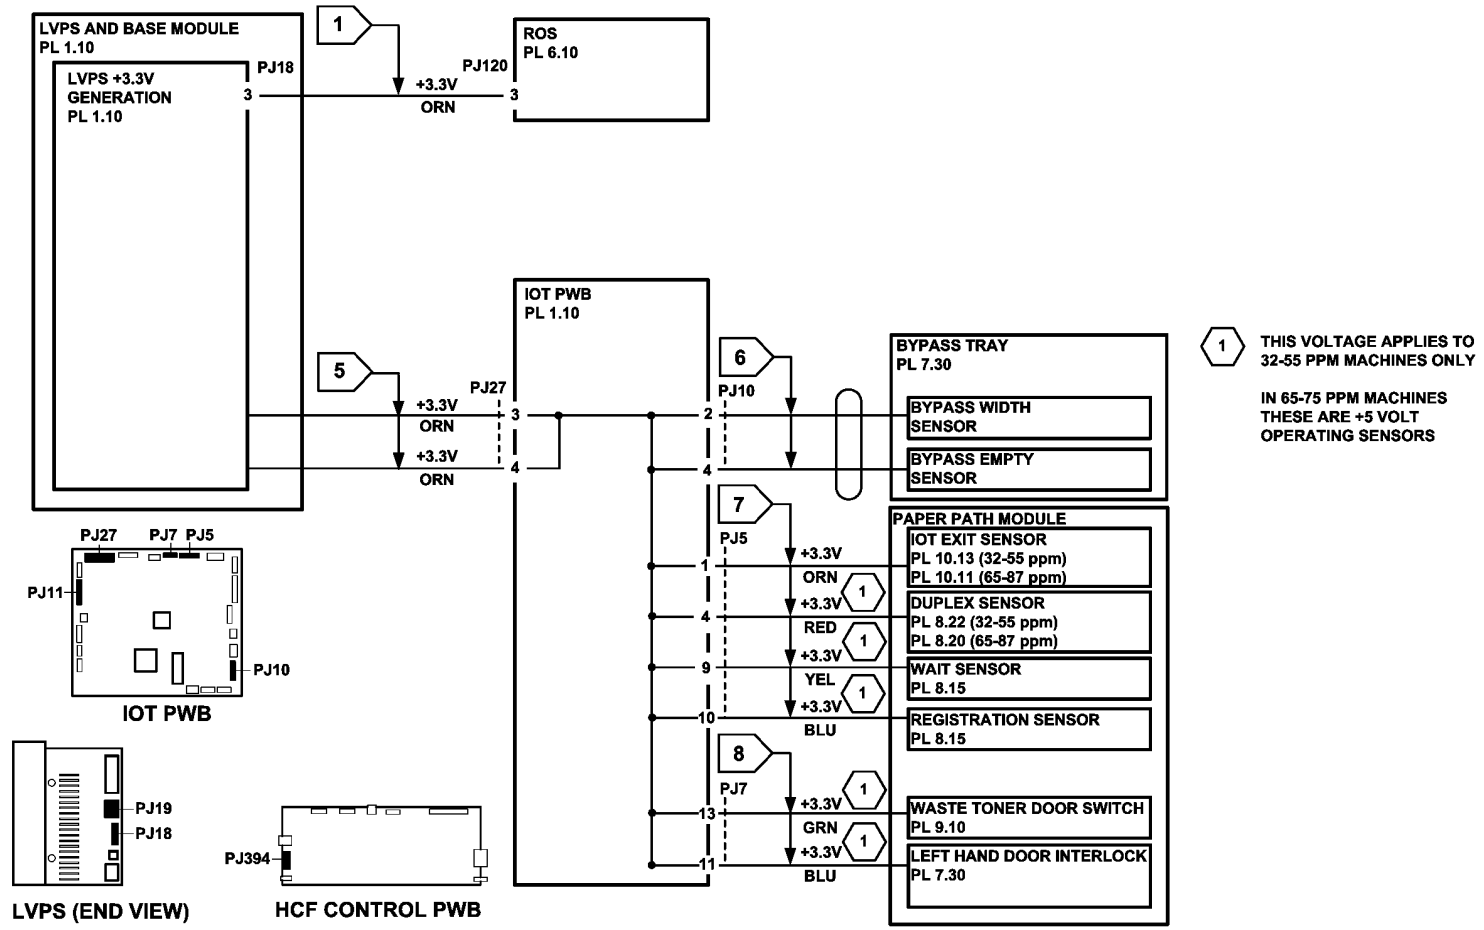 LVPS AND BASE MODULE
PL 1.10
LVPS +3.3V
GENERATION
PL 1.10
PJ18
3
1
+3.3V
ORN
PJ120
3
ROS
PL 6.10
5
+3.3V
ORN
+3.3V
ORN
PJ27
3
4
IOT PWB
PL 1.10
6
PJ10
2
4
BYPASS TRAY
PL 7.30
BYPASS WIDTH
SENSOR
BYPASS EMPTY
SENSOR
1
THIS VOLTAGE APPLIES TO
32-55 PPM MACHINES ONLY
IN 65-75 PPM MACHINES
THESE ARE +5 VOLT
OPERATING SENSORS
7
PJ5
1
+3.3V
ORN
4
+3.3V
RED
1
9
+3.3V
YEL
1
10
+3.3V
BLU
1
PAPER PATH MODULE
IOT EXIT SENSOR
PL 10.13 (32-55 ppm)
PL 10.11 (65-87 ppm)
DUPLEX SENSOR
PL 8.22 (32-55 ppm)
PL 8.20 (65-87 ppm)
WAIT SENSOR
PL 8.15
REGISTRATION SENSOR
PL 8.15
8
PJ7
13
+3.3V
GRN
1
11
+3.3V
BLU
1
WASTE TONER DOOR SWITCH
PL 9.10
LEFT HAND DOOR INTERLOCK
PL 7.30
PJ27
PJ7
PJ5
PJ11
PJ10
IOT PWB
PJ19
PJ18
LVPS (END VIEW)
PJ394
HCF CONTROL PWB